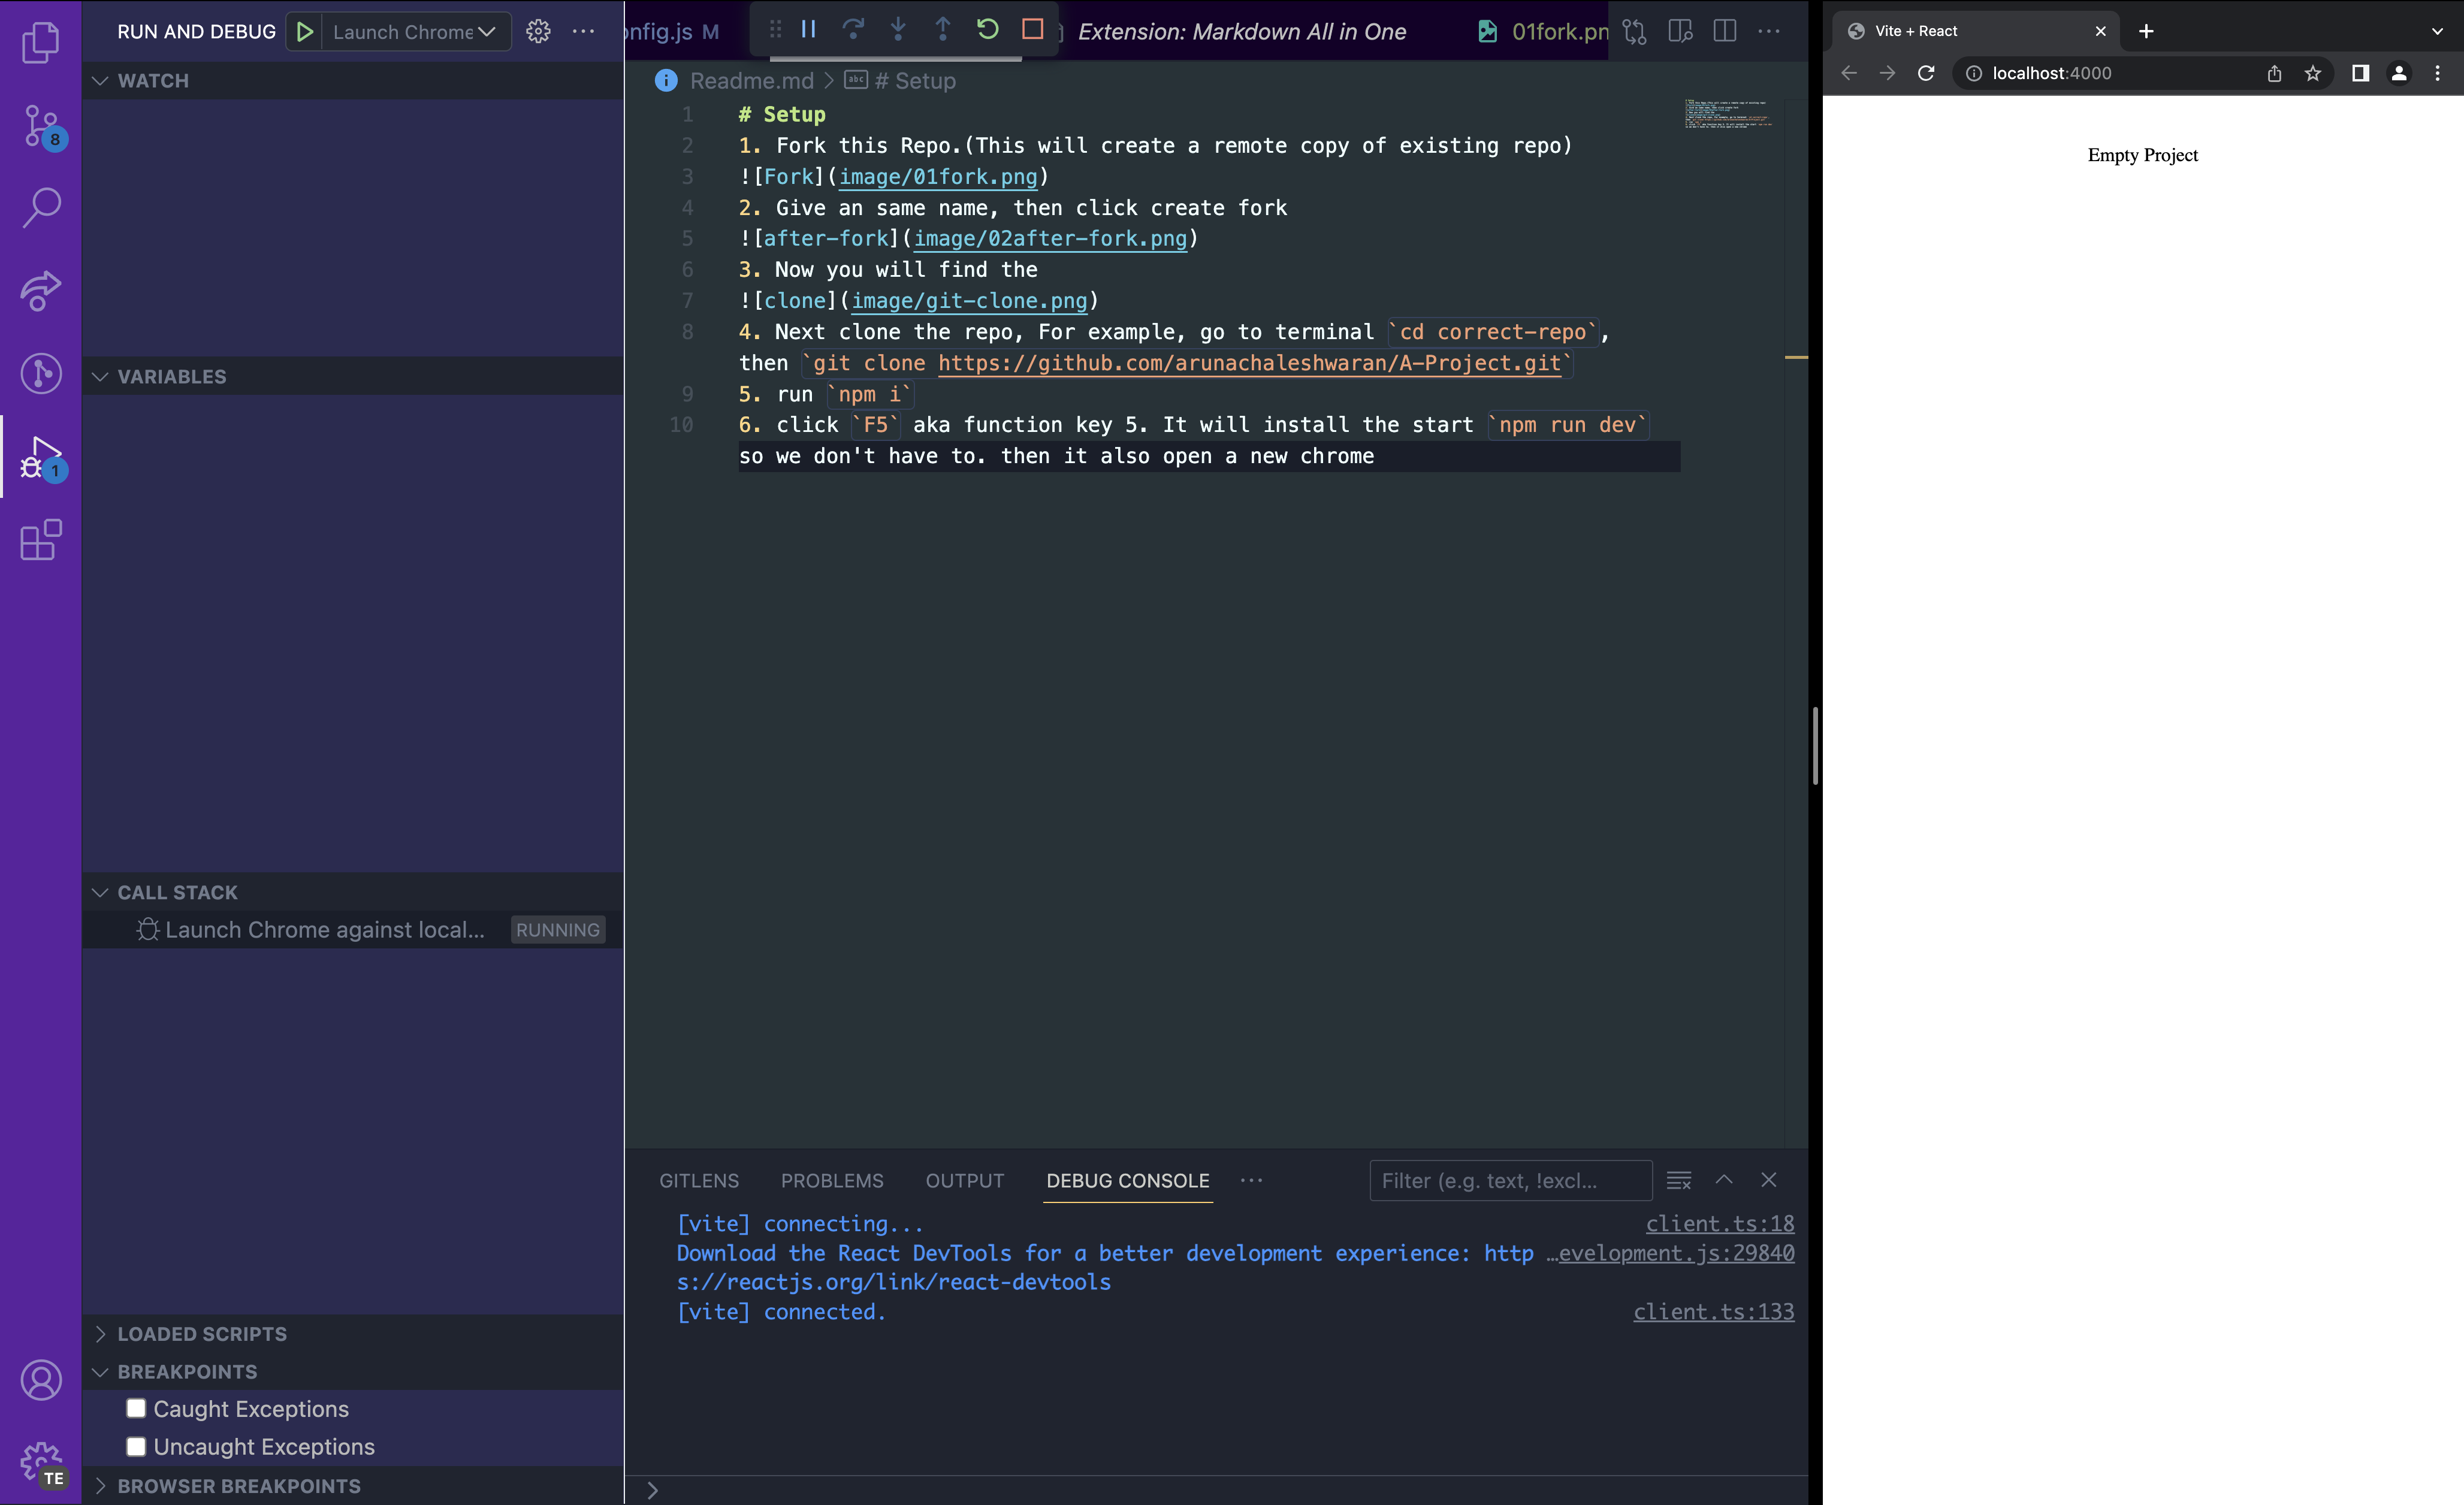 RUN AND DEBUG
Launch Chrome
WATCH
VARIABLES
CALL STACK
Launch Chrome against local...
RUNNING
LOADED SCRIPTS
BREAKPOINTS
Caught Exceptions
Uncaught Exceptions
BROWSER BREAKPOINTS
8
1
TE
onfig.js M
Extension: Markdown All in One
01fork.pn
Readme.md > # Setup
1 # Setup
2 1. Fork this Repo.(This will create a remote copy of existing repo)
3 ![Fork](image/01fork.png)
4 2. Give an same name, then click create fork
5 ![after-fork](image/02after-fork.png)
6 3. Now you will find the
7 ![clone](image/git-clone.png)
8 4. Next clone the repo, For example, go to terminal `cd correct-repo`,
then `git clone https://github.com/arunachaleshwaran/A-Project.git`
9 5. run `npm i`
10 6. click `F5` aka function key 5. It will install the start `npm run dev`
so we don't have to. then it also open a new chrome
GITLENS PROBLEMS OUTPUT DEBUG CONSOLE ···
Filter (e.g. text, !excl...
[vite] connecting... client.ts:18
Download the React DevTools for a better development experience: http …evelopment.js:29840
s://reactjs.org/link/react-devtools
[vite] connected. client.ts:133
Vite + React
localhost:4000
Empty Project